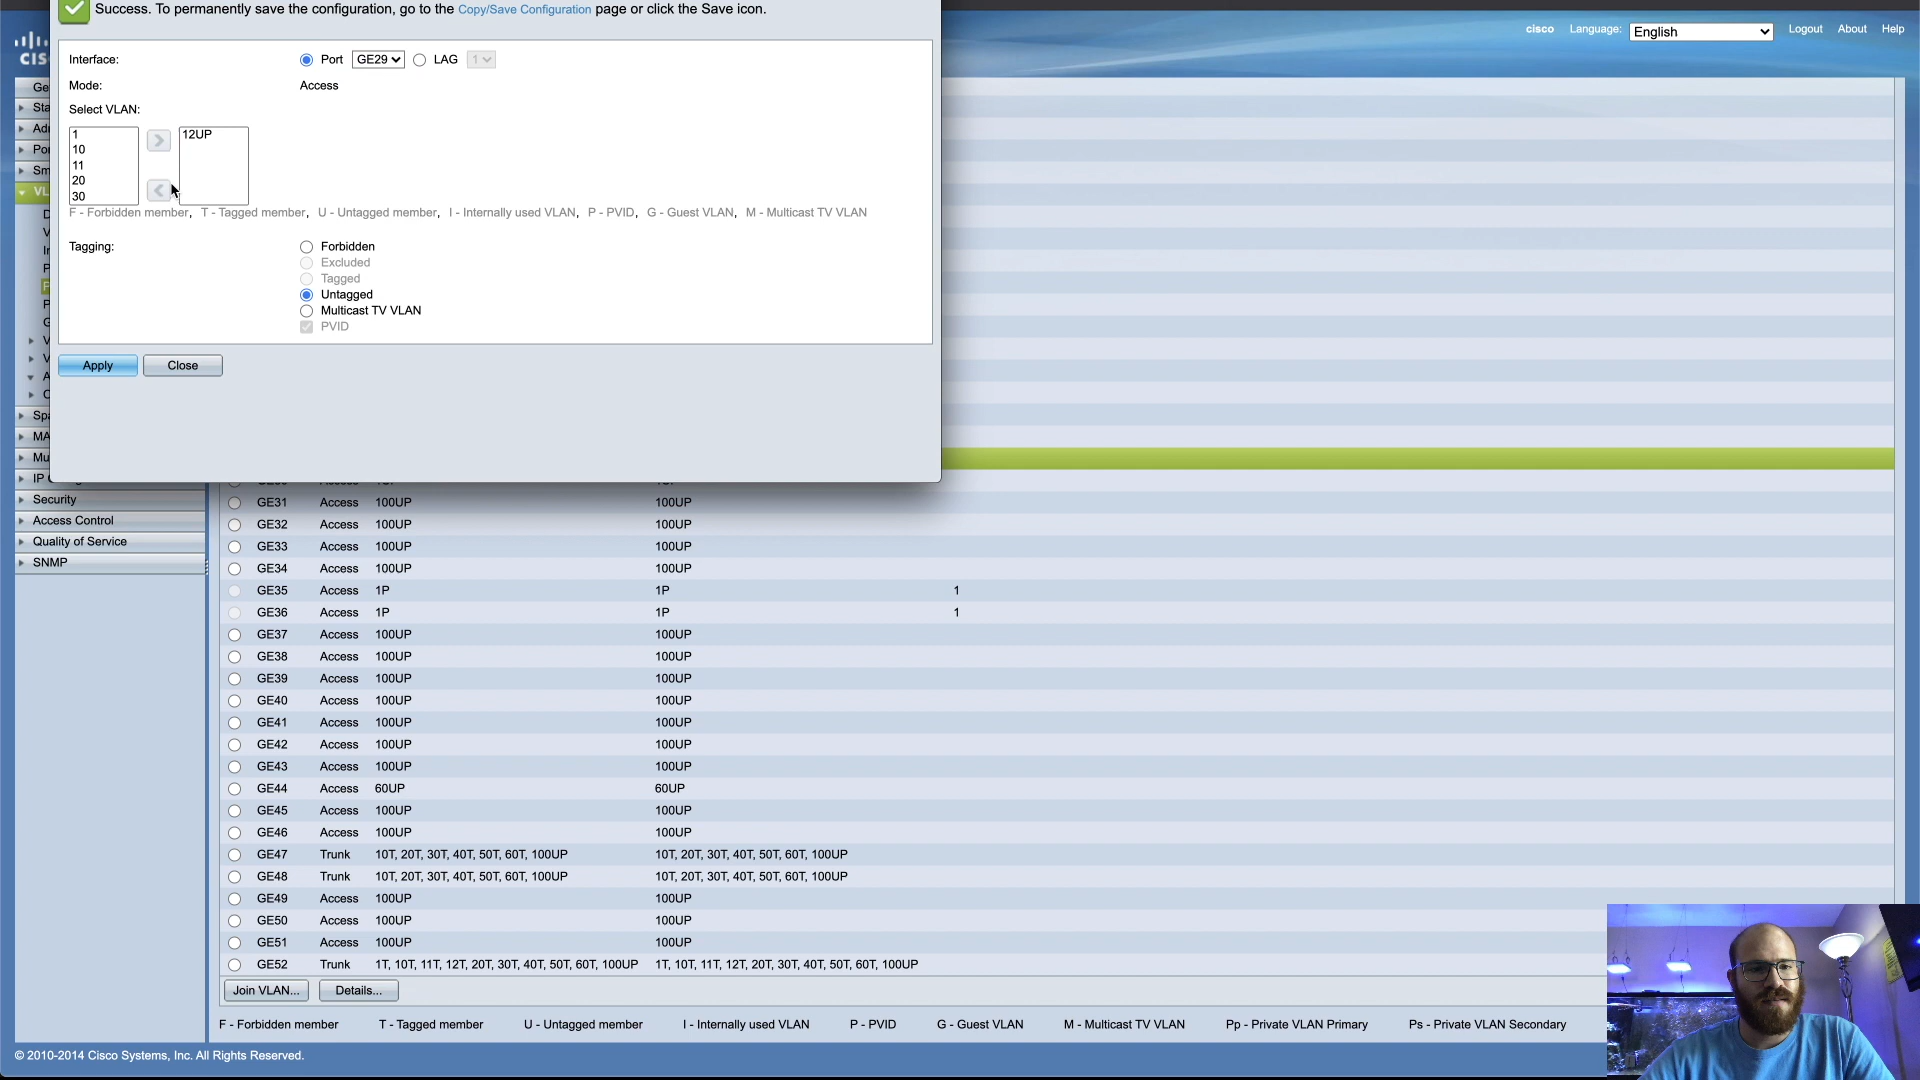 Success. To permanently save the configuration, go to the Copy/Save Configuration page or click the Save icon.
cisco Language: English Logout About Help
Interface: Port GE29 LAG 1
Mode: Access
Select VLAN:
1 12UP
10
11
20
30
F - Forbidden member, T - Tagged member, U - Untagged member, I - Internally used VLAN, P - PVID, G - Guest VLAN, M - Multicast TV VLAN
Tagging: Forbidden
Excluded
Tagged
Untagged
Multicast TV VLAN
PVID
Apply Close
Security
Access Control
Quality of Service
SNMP
GE31 Access 100UP 100UP
GE32 Access 100UP 100UP
GE33 Access 100UP 100UP
GE34 Access 100UP 100UP
GE35 Access 1P 1P 1
GE36 Access 1P 1P 1
GE37 Access 100UP 100UP
GE38 Access 100UP 100UP
GE39 Access 100UP 100UP
GE40 Access 100UP 100UP
GE41 Access 100UP 100UP
GE42 Access 100UP 100UP
GE43 Access 100UP 100UP
GE44 Access 60UP 60UP
GE45 Access 100UP 100UP
GE46 Access 100UP 100UP
GE47 Trunk 10T, 20T, 30T, 40T, 50T, 60T, 100UP 10T, 20T, 30T, 40T, 50T, 60T, 100UP
GE48 Trunk 10T, 20T, 30T, 40T, 50T, 60T, 100UP 10T, 20T, 30T, 40T, 50T, 60T, 100UP
GE49 Access 100UP 100UP
GE50 Access 100UP 100UP
GE51 Access 100UP 100UP
GE52 Trunk 1T, 10T, 11T, 12T, 20T, 30T, 40T, 50T, 60T, 100UP 1T, 10T, 11T, 12T, 20T, 30T, 40T, 50T, 60T, 100UP
Join VLAN... Details...
F - Forbidden member T - Tagged member U - Untagged member I - Internally used VLAN P - PVID G - Guest VLAN M - Multicast TV VLAN Pp - Private VLAN Primary Ps - Private VLAN Secondary
© 2010-2014 Cisco Systems, Inc. All Rights Reserved.